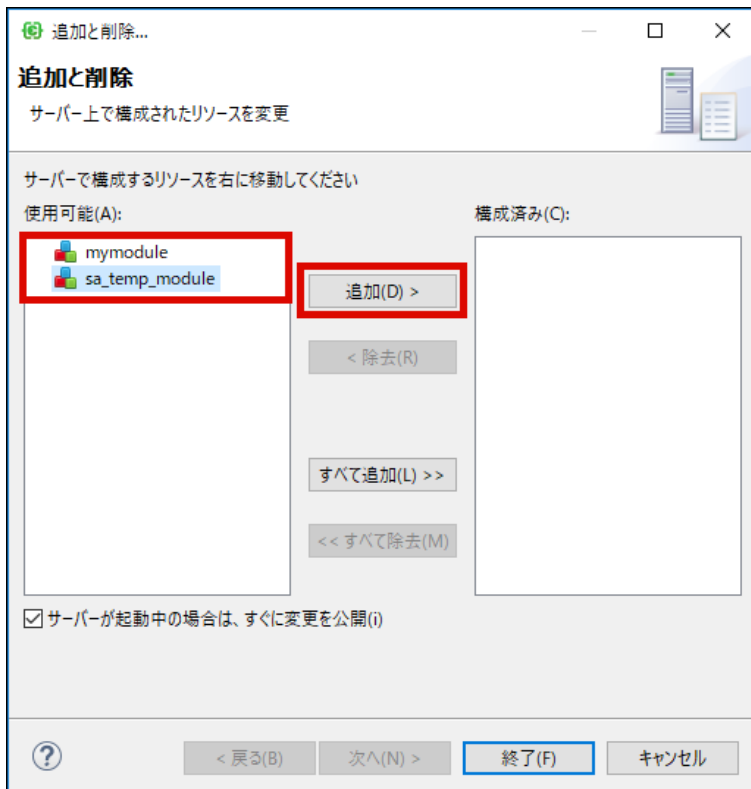 追加と削除...
追加と削除
サーバー上で構成されたリソースを変更
サーバーで構成するリソースを右に移動してください
使用可能(A):
構成済み(C):
mymodule
sa_temp_module
追加(D) >
< 除去(R)
すべて追加(L) >>
<< すべて除去(M)
サーバーが起動中の場合は、すぐに変更を公開(i)
< 戻る(B)
次へ(N) >
終了(F)
キャンセル